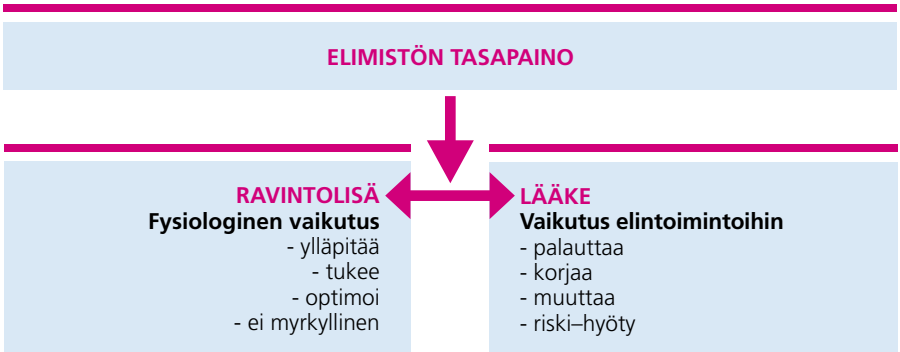 ELIMISTÖN TASAPAINO
RAVINTOLISÄ
Fysiologinen vaikutus
- ylläpitää
- tukee
- optimoi
- ei myrkyllinen
LÄÄKE
Vaikutus elintoimintoihin
- palauttaa
- korjaa
- muuttaa
- riski–hyöty